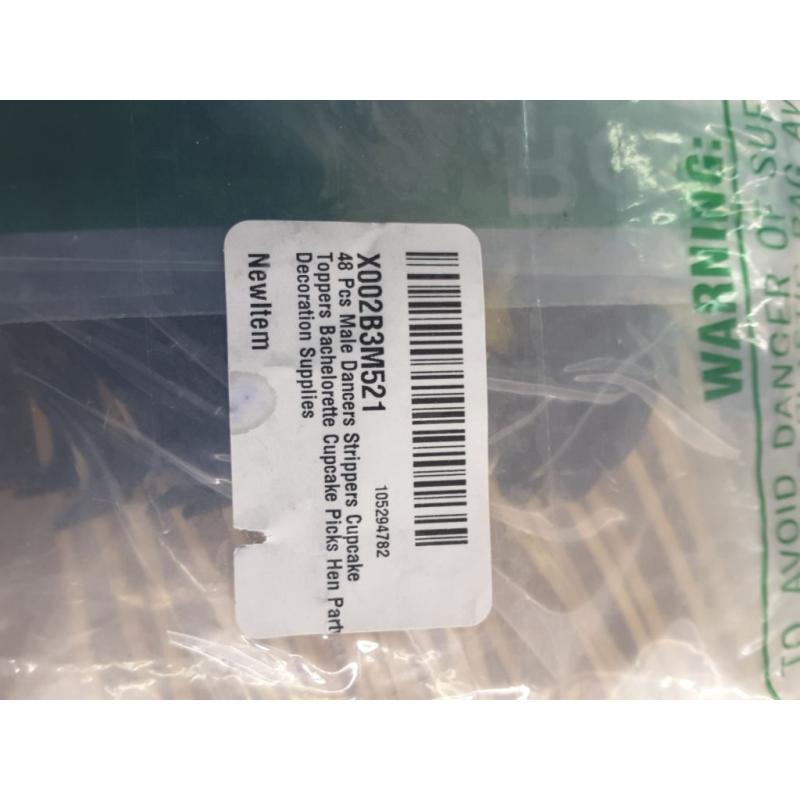 X002B3M521
105294782
48 Pcs Male Dancers Strippers Cupcake
Toppers Bachelorette Cupcake Picks Hen Party
Decoration Supplies
NewItem
WARNING:
TO AVOID DANGER OF